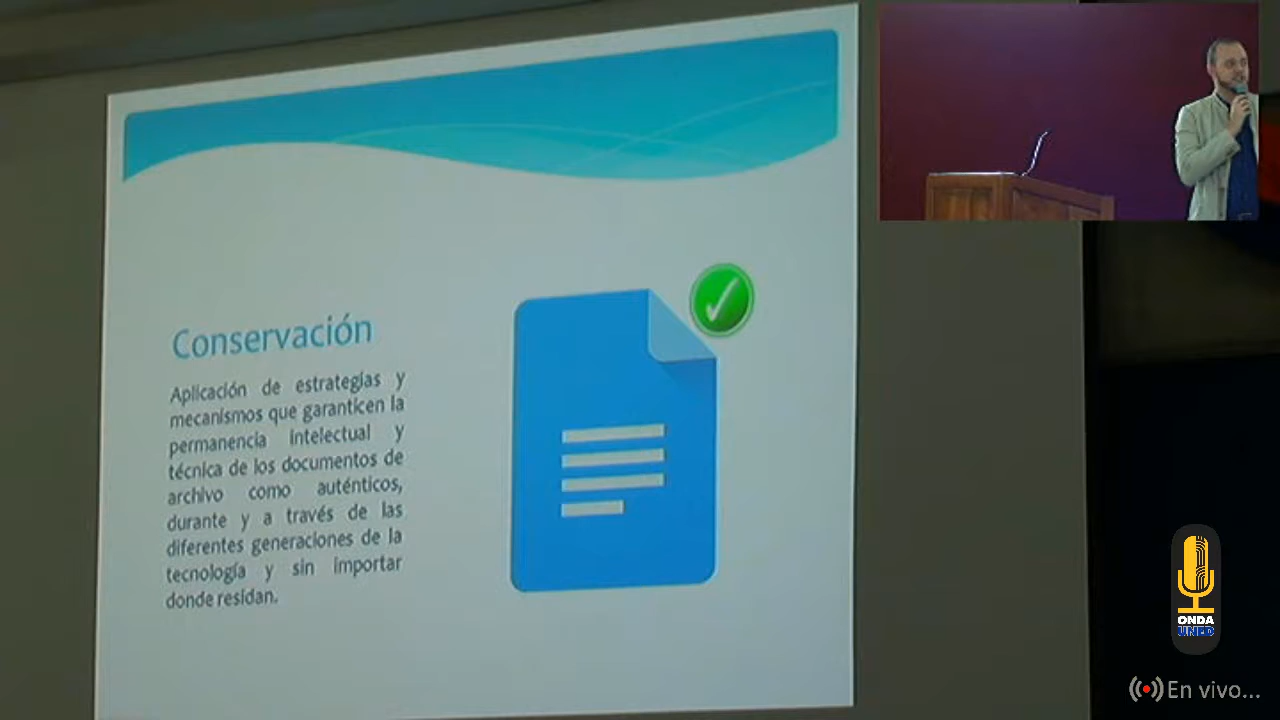 Conservación
Aplicación de estrategias y
mecanismos que garanticen la
permanencia intelectual y
técnica de los documentos de
archivo como auténticos,
durante y a través de las
diferentes generaciones de la
tecnología y sin importar
donde residan.
ONDA
UNED
En vivo...